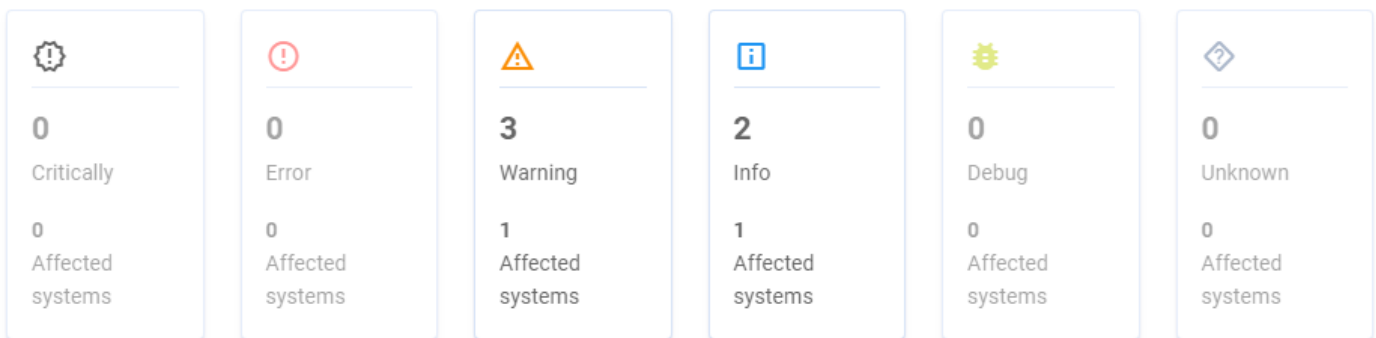 0
Critically
0
Affected
systems
0
Error
0
Affected
systems
3
Warning
1
Affected
systems
2
Info
1
Affected
systems
0
Debug
0
Affected
systems
0
Unknown
0
Affected
systems